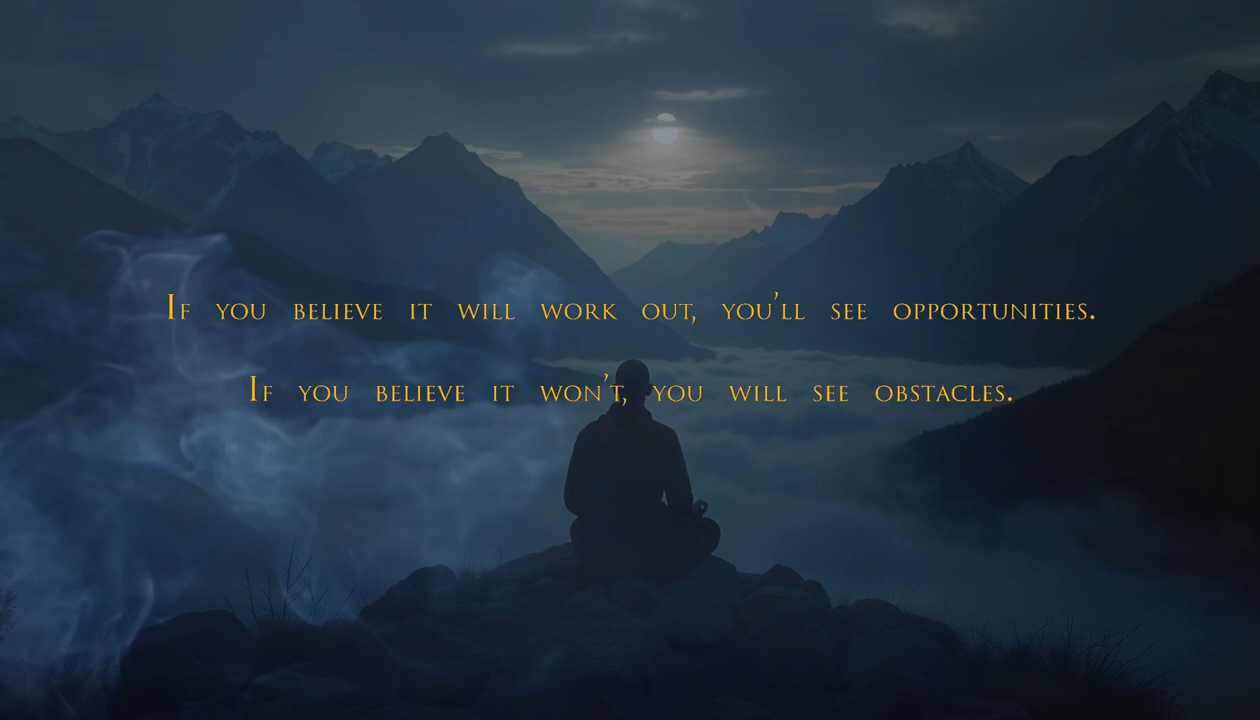 If you believe it will work out, you'll see opportunities.
If you believe it won't, you will see obstacles.